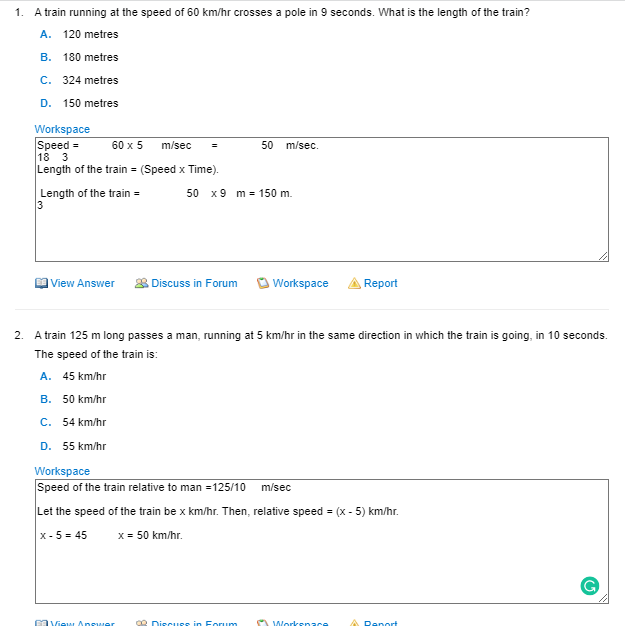 1. A train running at the speed of 60 km/hr crosses a pole in 9 seconds. What is the length of the train?
A. 120 metres
B. 180 metres
C. 324 metres
D. 150 metres
Workspace
Speed = 60 x 5 m/sec = 50 m/sec.
18 3
Length of the train = (Speed x Time).
Length of the train = 50 x 9 m = 150 m.
3
View Answer Discuss in Forum Workspace Report
2. A train 125 m long passes a man, running at 5 km/hr in the same direction in which the train is going, in 10 seconds.
The speed of the train is:
A. 45 km/hr
B. 50 km/hr
C. 54 km/hr
D. 55 km/hr
Workspace
Speed of the train relative to man =125/10 m/sec
Let the speed of the train be x km/hr. Then, relative speed = (x - 5) km/hr.
x - 5 = 45 x = 50 km/hr.
View Answer Discuss in Forum Workspace Report